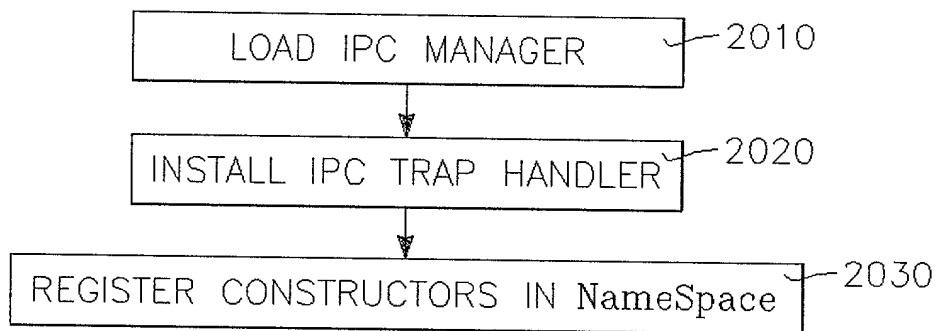 LOAD IPC MANAGER 2010
INSTALL IPC TRAP HANDLER 2020
REGISTER CONSTRUCTORS IN NameSpace 2030